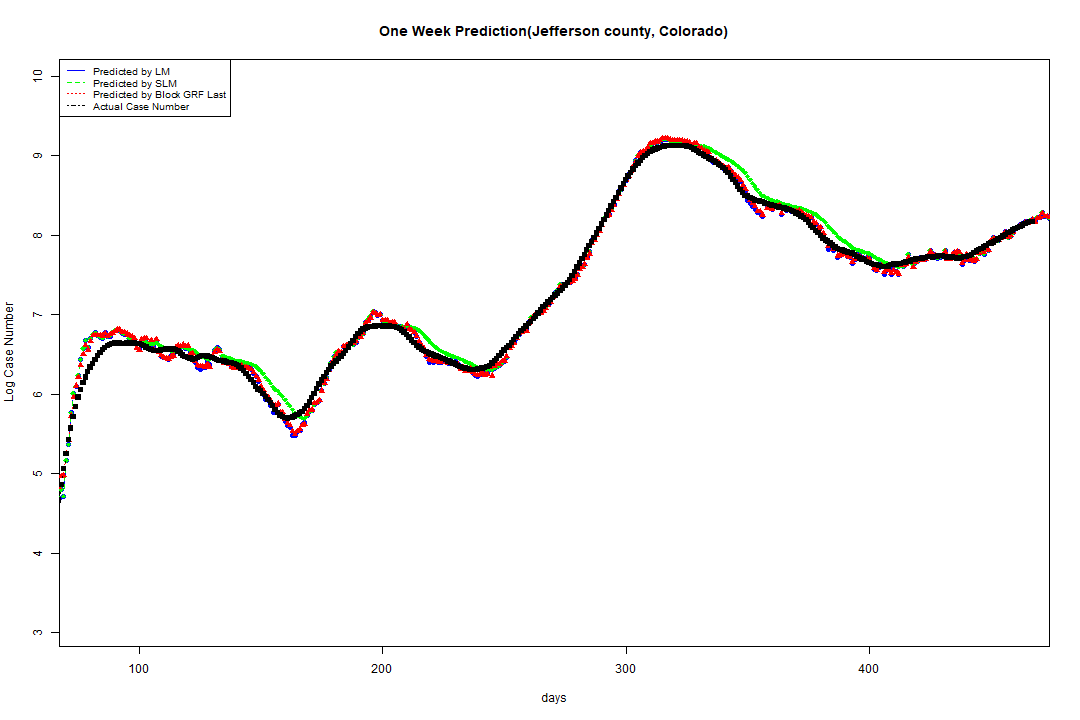 One Week Prediction(Jefferson county, Colorado)
Predicted by LM
Predicted by SLM
Predicted by Block GRF Last
Actual Case Number
10
9
8
7
6
5
4
3
Log Case Number
100 200 300 400
days